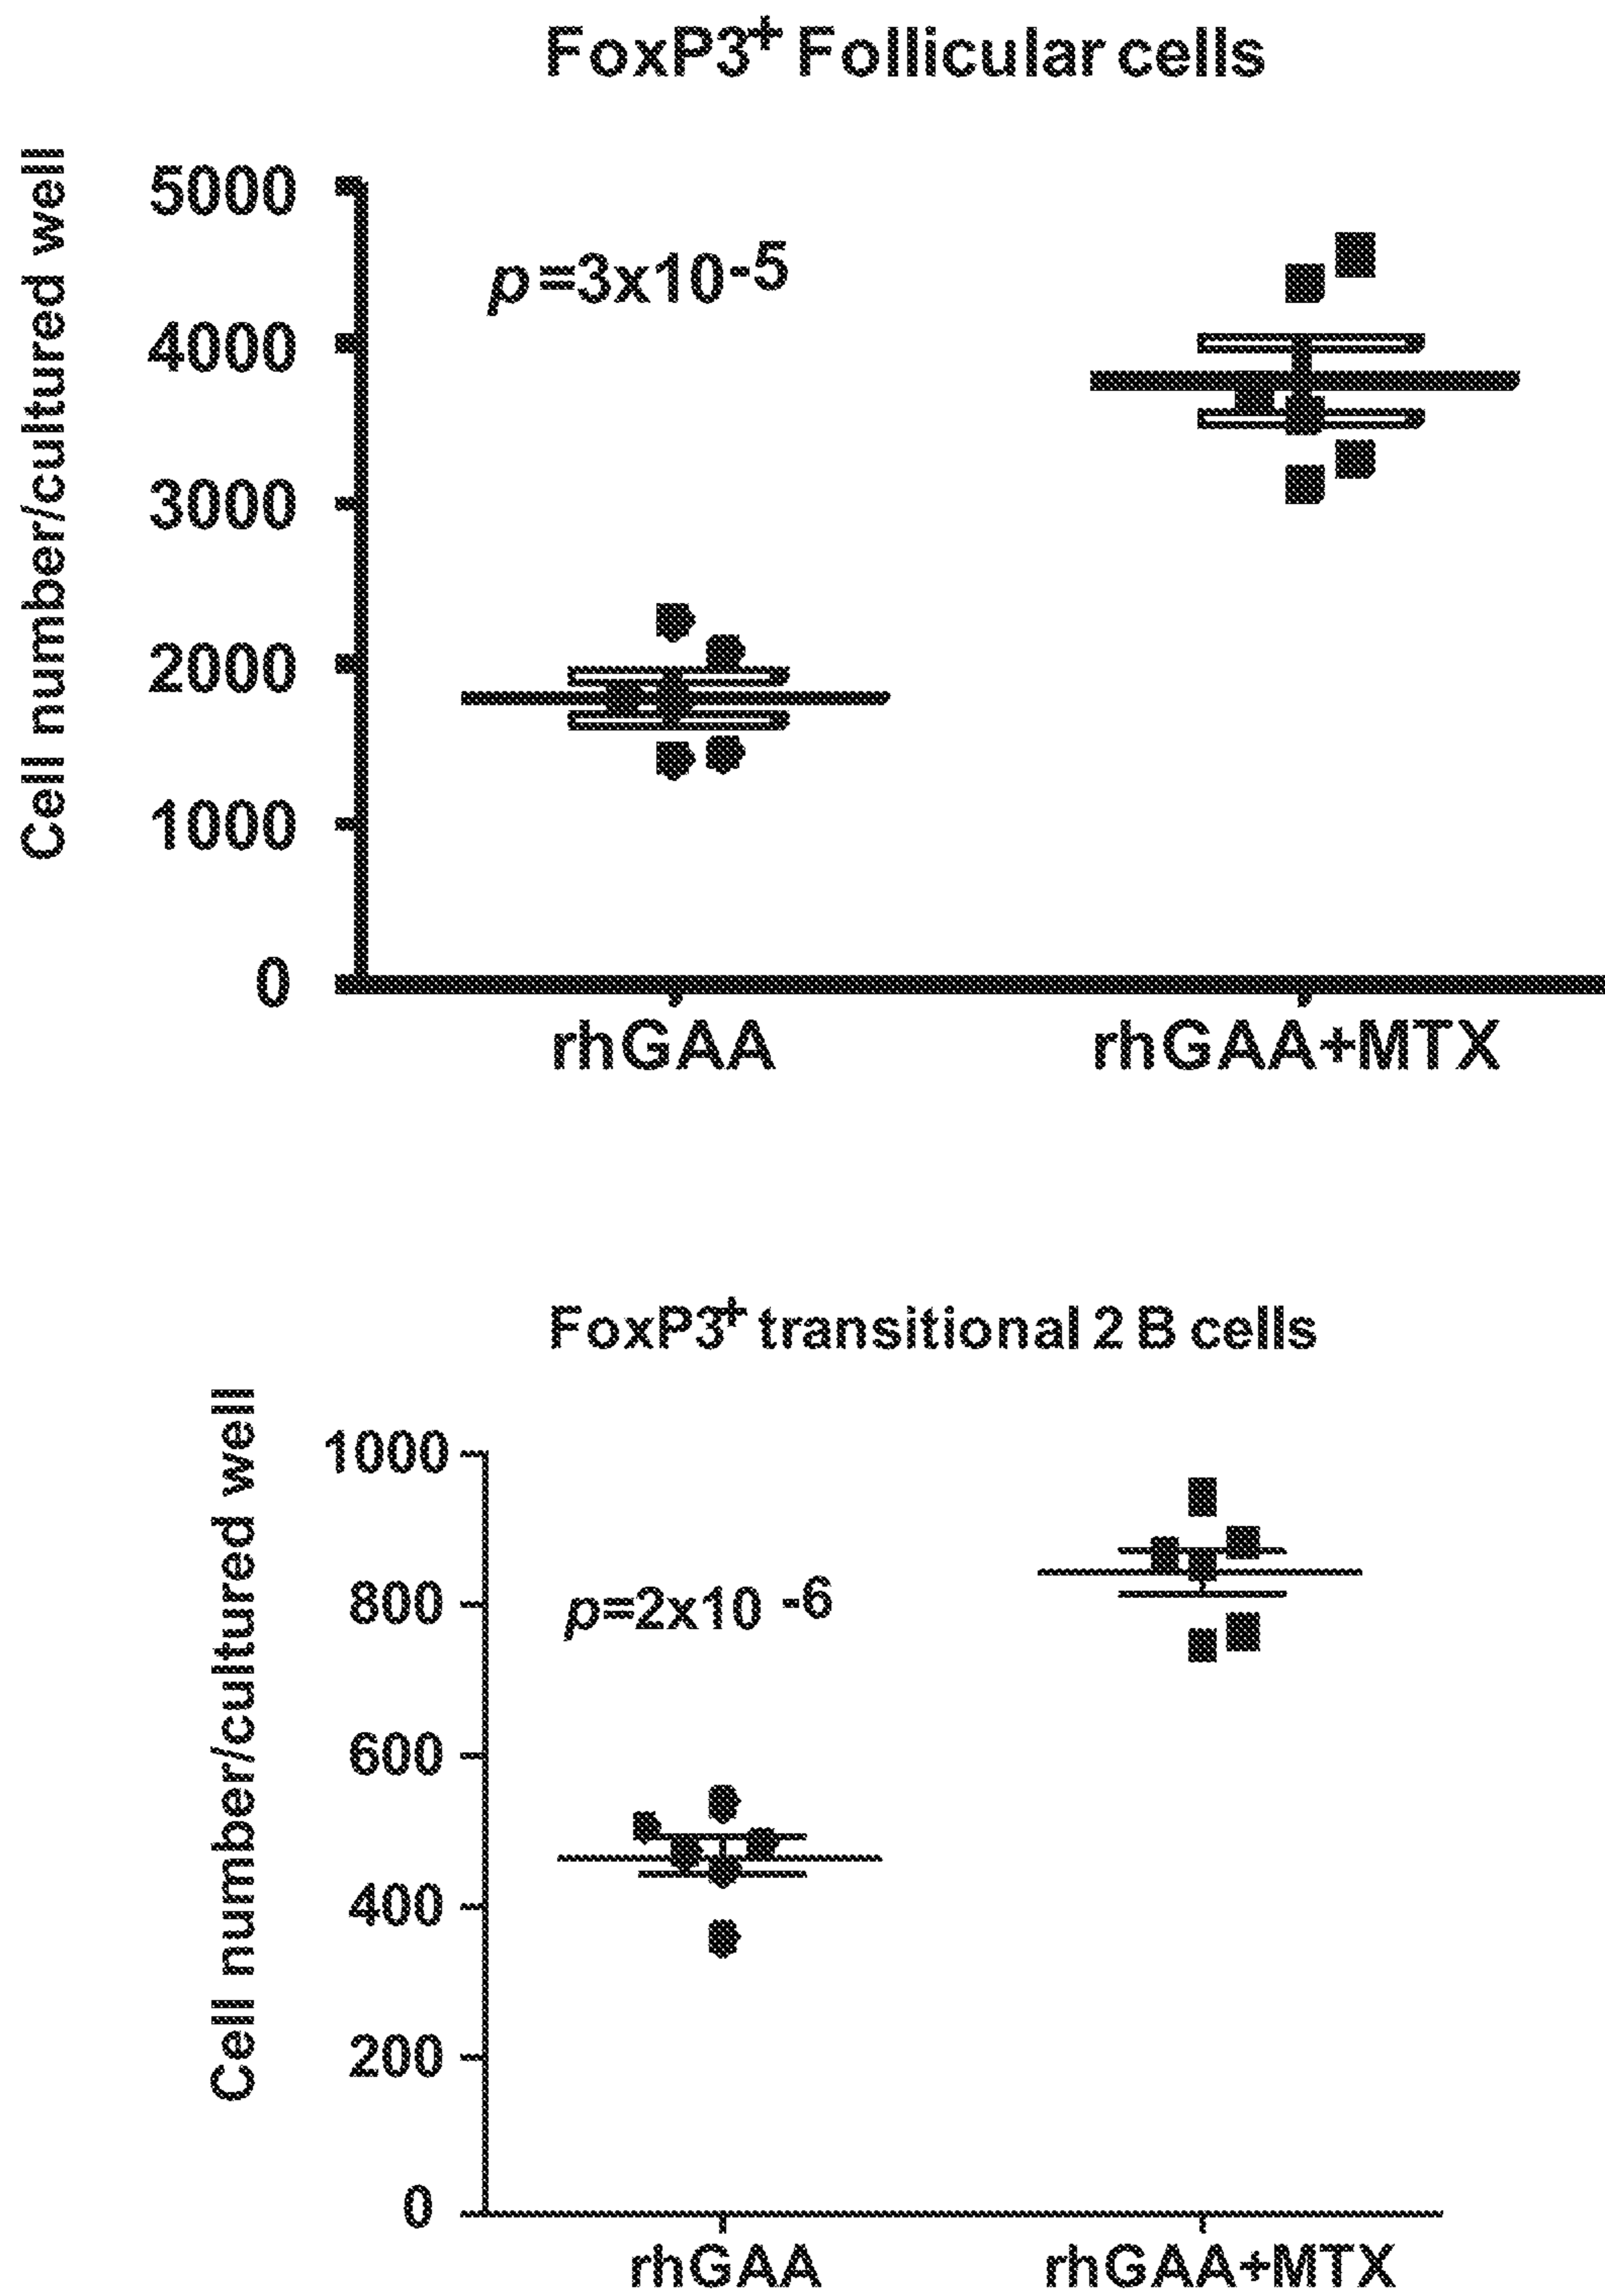 FoxP3⁺ Follicular cells
Cell number/cultured well
5000
p=3x10⁻⁵
4000
3000
2000
1000
0
rhGAA rhGAA+MTX
FoxP3⁺ transitional 2 B cells
Cell number/cultured well
1000
800
p=2x10⁻⁶
600
400
200
0
rhGAA rhGAA+MTX